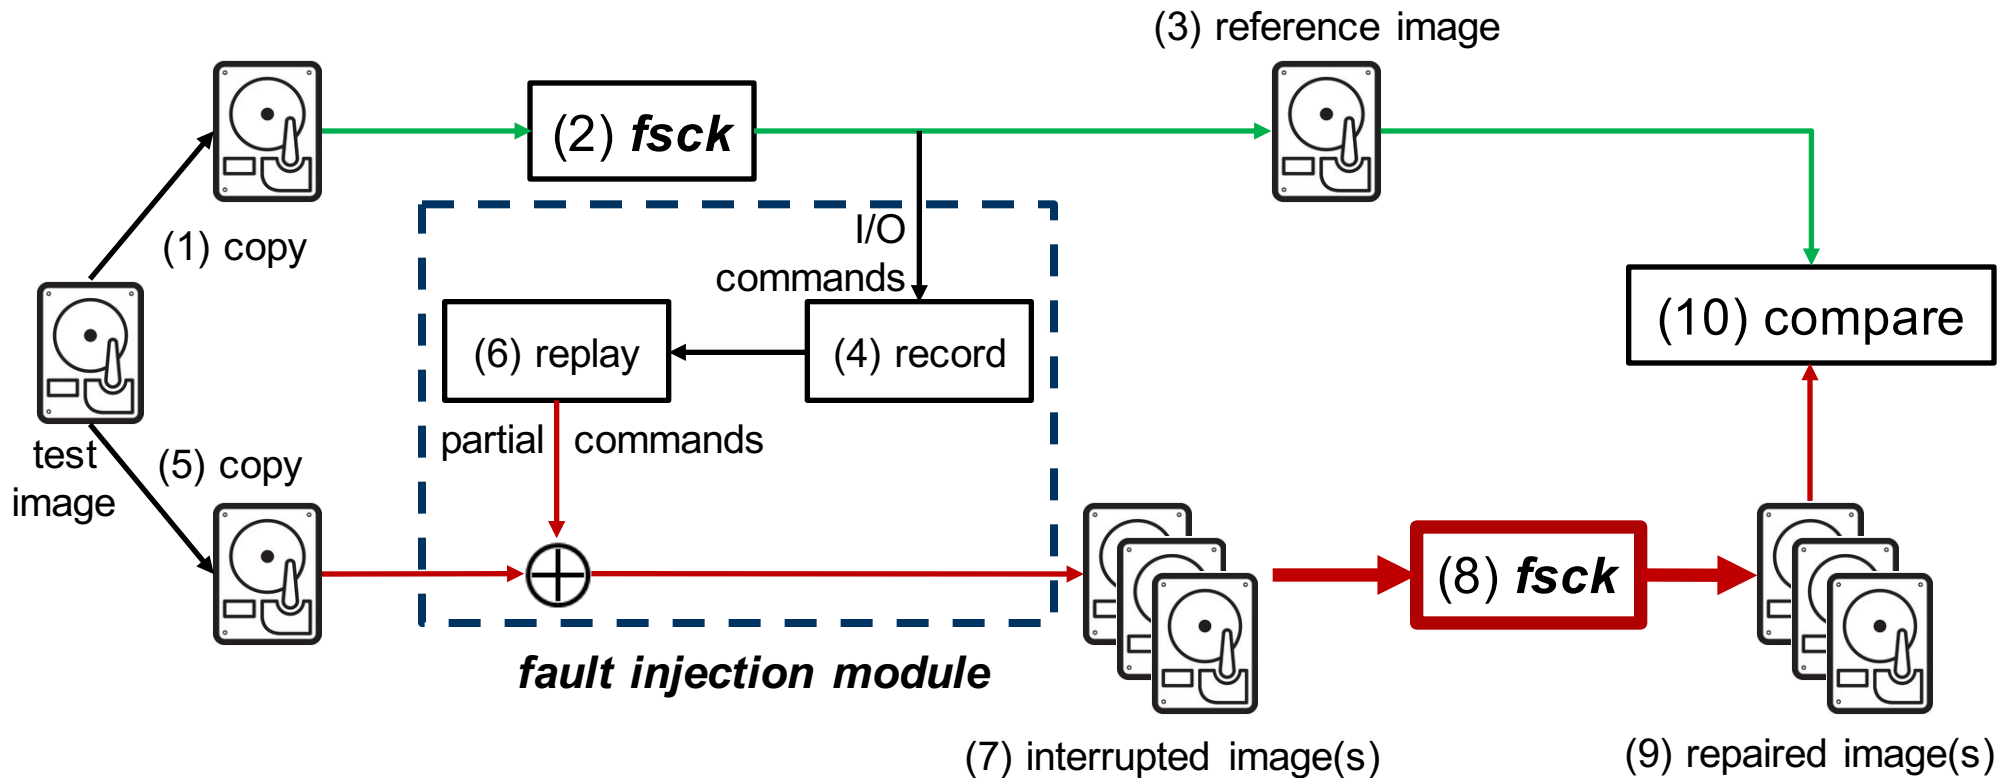 (3) reference image
(2) fsck
(1) copy
I/O
commands
(10) compare
(6) replay
(4) record
partial commands
test
image
(5) copy
(8) fsck
fault injection module
(7) interrupted image(s)
(9) repaired image(s)